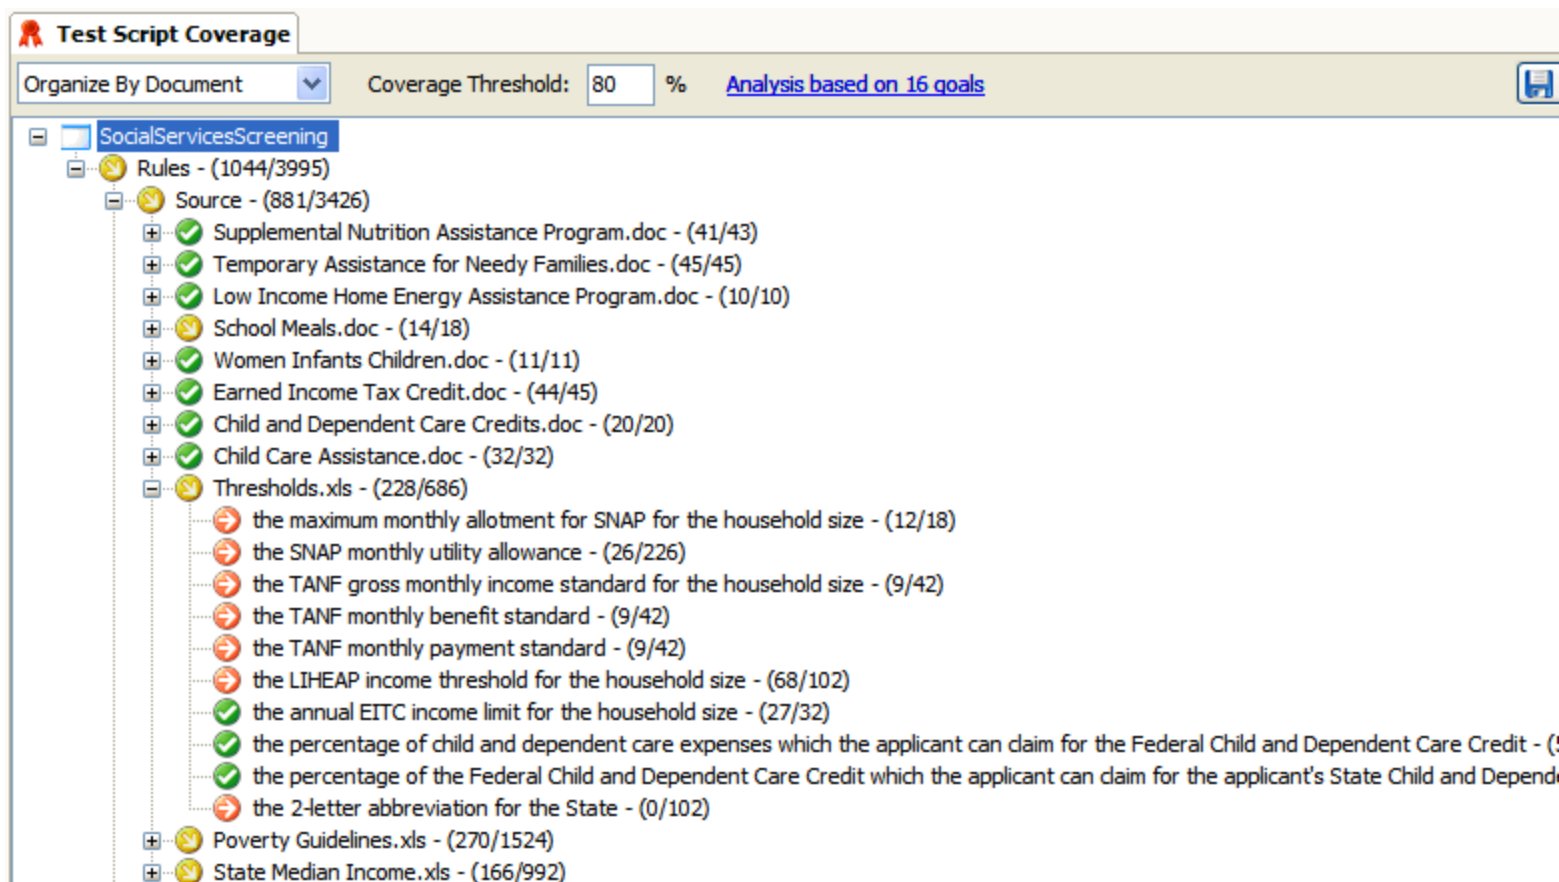 Test Script Coverage
Organize By Document Coverage Threshold: 80 % Analysis based on 16 goals
SocialServicesScreening
Rules - (1044/3995)
Source - (881/3426)
Supplemental Nutrition Assistance Program.doc - (41/43)
Temporary Assistance for Needy Families.doc - (45/45)
Low Income Home Energy Assistance Program.doc - (10/10)
School Meals.doc - (14/18)
Women Infants Children.doc - (11/11)
Earned Income Tax Credit.doc - (44/45)
Child and Dependent Care Credits.doc - (20/20)
Child Care Assistance.doc - (32/32)
Thresholds.xls - (228/686)
the maximum monthly allotment for SNAP for the household size - (12/18)
the SNAP monthly utility allowance - (26/226)
the TANF gross monthly income standard for the household size - (9/42)
the TANF monthly benefit standard - (9/42)
the TANF monthly payment standard - (9/42)
the LIHEAP income threshold for the household size - (68/102)
the annual EITC income limit for the household size - (27/32)
the percentage of child and dependent care expenses which the applicant can claim for the Federal Child and Dependent Care Credit - (
the percentage of the Federal Child and Dependent Care Credit which the applicant can claim for the applicant's State Child and
the 2-letter abbreviation for the State - (0/102)
Poverty Guidelines.xls - (270/1524)
State Median Income.xls - (166/992)